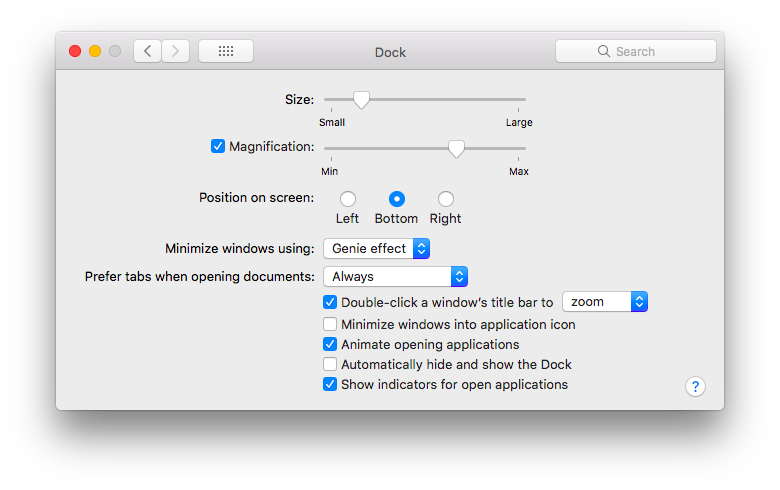 Dock
Search
Size:
Small Large
Magnification:
Min Max
Position on screen:
Left Bottom Right
Minimize windows using: Genie effect
Prefer tabs when opening documents: Always
Double-click a window’s title bar to zoom
Minimize windows into application icon
Animate opening applications
Automatically hide and show the Dock
Show indicators for open applications
?